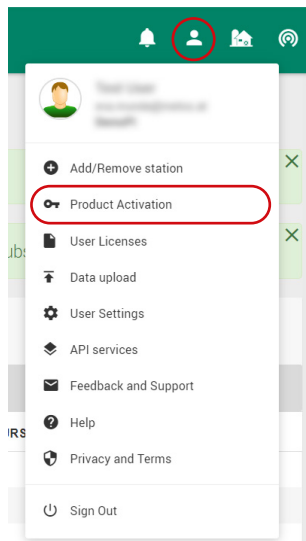 Add/Remove station
Product Activation
User Licenses
Data upload
User Settings
API services
Feedback and Support
Help
Privacy and Terms
Sign Out